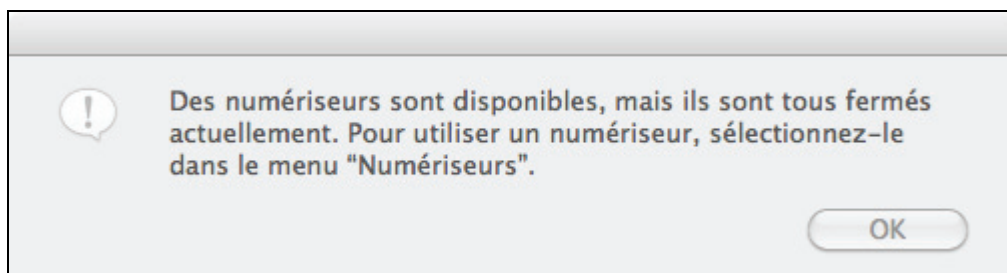 Des numériseurs sont disponibles, mais ils sont tous fermés
actuellement. Pour utiliser un numériseur, sélectionnez-le
dans le menu “Numériseurs”.
OK